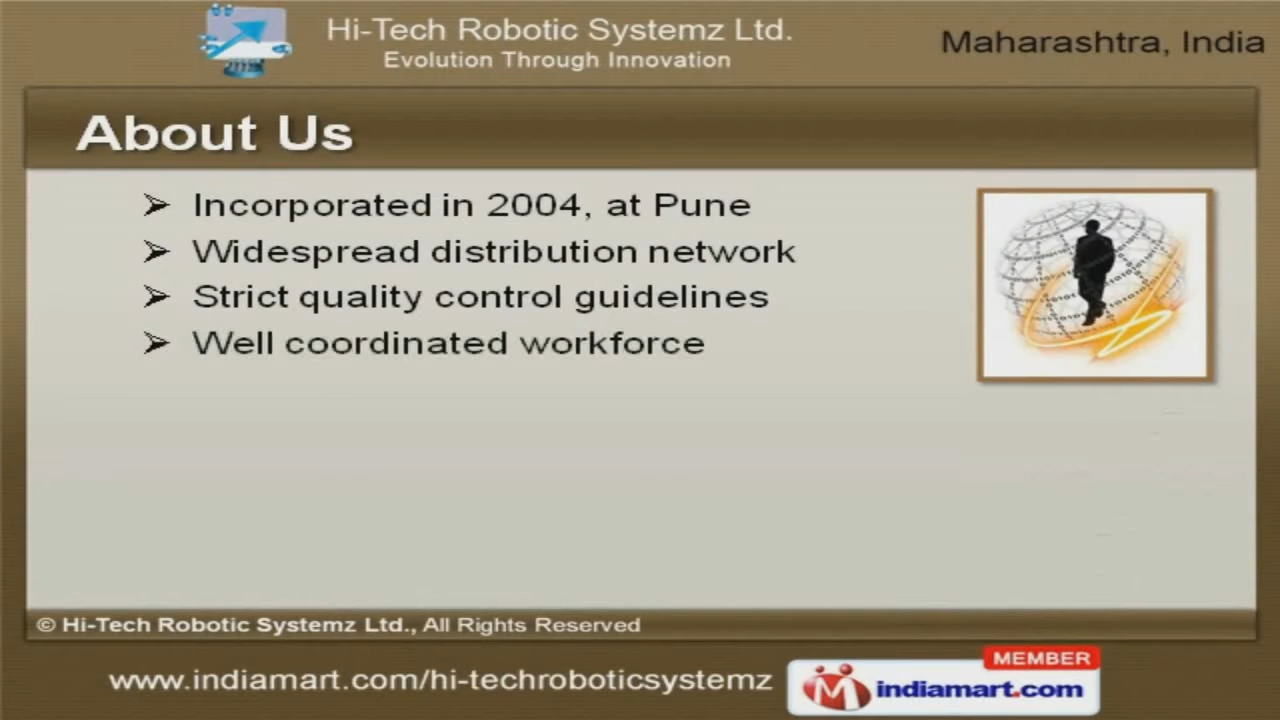 Hi-Tech Robotic Systemz Ltd.
Evolution Through Innovation
Maharashtra, India
About Us
Incorporated in 2004, at Pune
Widespread distribution network
Strict quality control guidelines
Well coordinated workforce
© Hi-Tech Robotic Systemz Ltd., All Rights Reserved
www.indiamart.com/hi-techroboticsystemz
MEMBER
indiamart.com